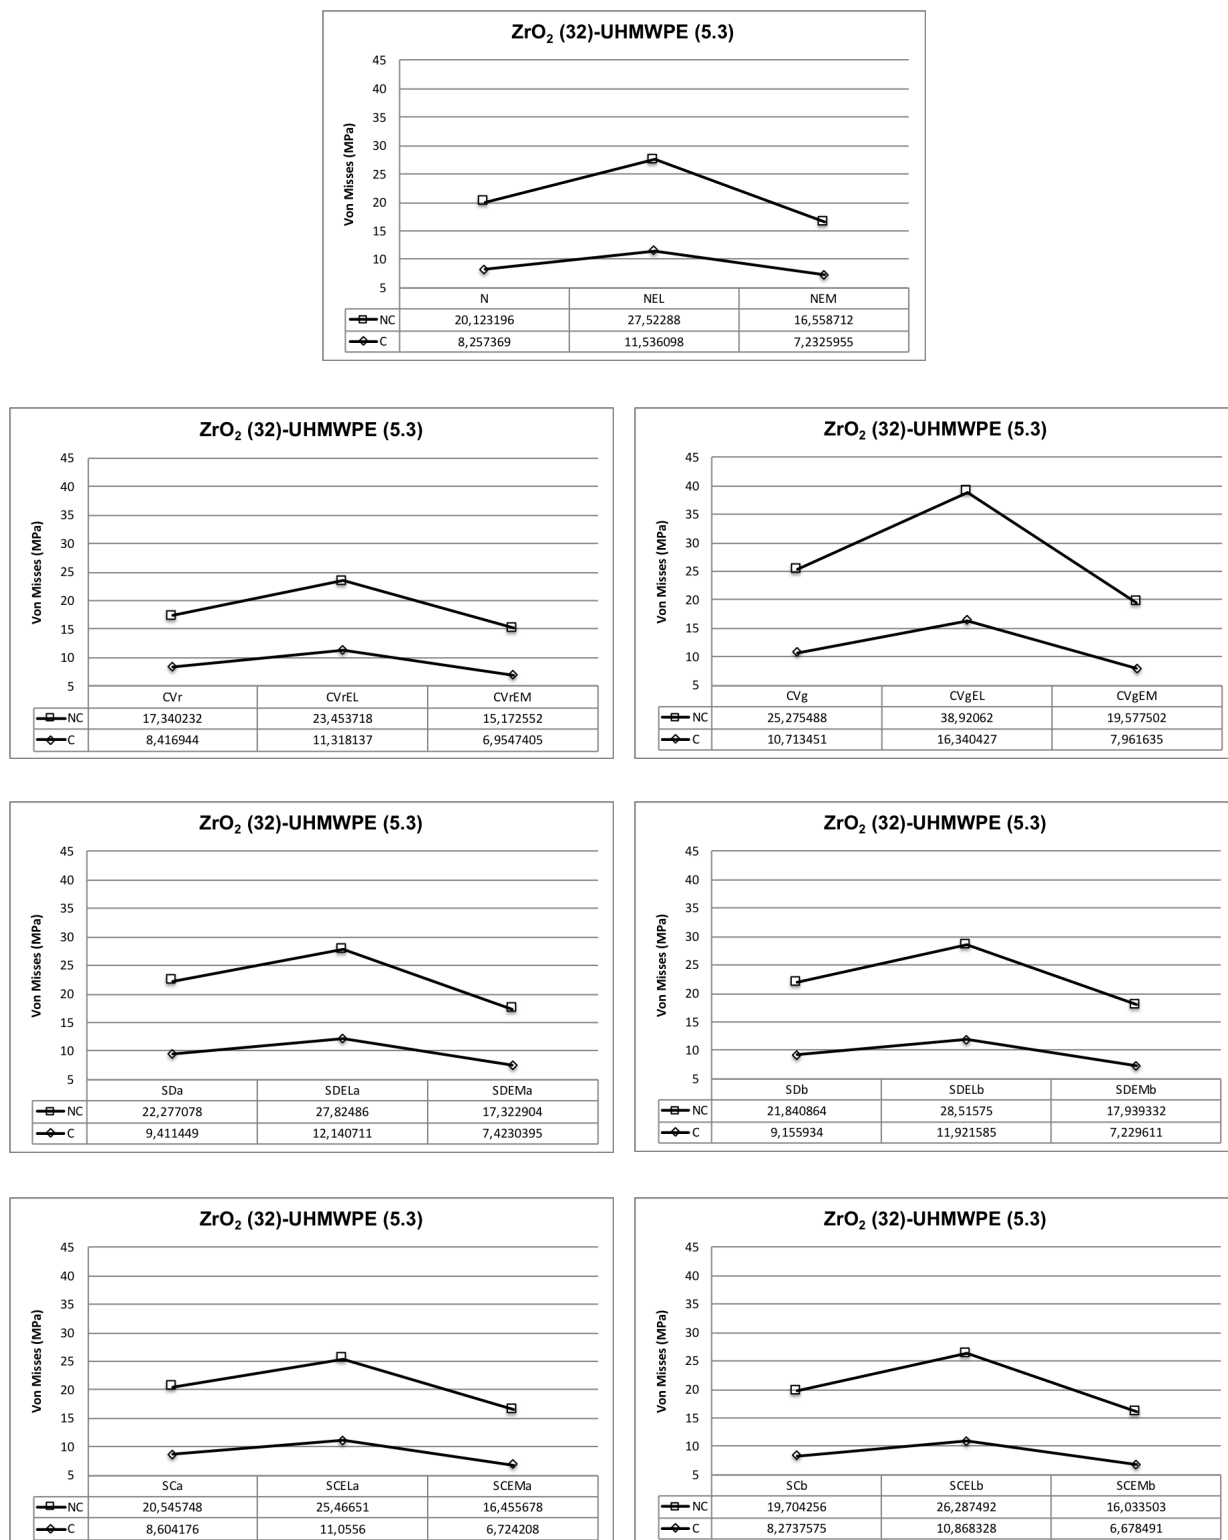 ZrO₂ (32)-UHMWPE (5.3)
Von Misses (MPa)
45
40
35
30
25
20
15
10
5
N NEL NEM
NC 20,123196 27,52288 16,558712
C 8,257369 11,536098 7,2325955
ZrO₂ (32)-UHMWPE (5.3)
Von Misses (MPa)
45
40
35
30
25
20
15
10
5
CVr CVrEL CVrEM
NC 17,340232 23,453718 15,172552
C 8,416944 11,318137 6,9547405
ZrO₂ (32)-UHMWPE (5.3)
Von Misses (MPa)
45
40
35
30
25
20
15
10
5
CVg CVgEL CVgEM
NC 25,275488 38,92062 19,577502
C 10,713451 16,340427 7,961635
ZrO₂ (32)-UHMWPE (5.3)
Von Misses (MPa)
45
40
35
30
25
20
15
10
5
SDa SDELa SDEMa
NC 22,277078 27,82486 17,322904
C 9,411449 12,140711 7,4230395
ZrO₂ (32)-UHMWPE (5.3)
Von Misses (MPa)
45
40
35
30
25
20
15
10
5
SDb SDELb SDEMb
NC 21,840864 28,51575 17,939332
C 9,155934 11,921585 7,229611
ZrO₂ (32)-UHMWPE (5.3)
Von Misses (MPa)
45
40
35
30
25
20
15
10
5
SCa SCELa SCEMa
NC 20,545748 25,46651 16,455678
C 8,604176 11,0556 6,724208
ZrO₂ (32)-UHMWPE (5.3)
Von Misses (MPa)
45
40
35
30
25
20
15
10
5
SCb SCELb SCEMb
NC 19,704256 26,287492 16,033503
C 8,2737575 10,868328 6,678491